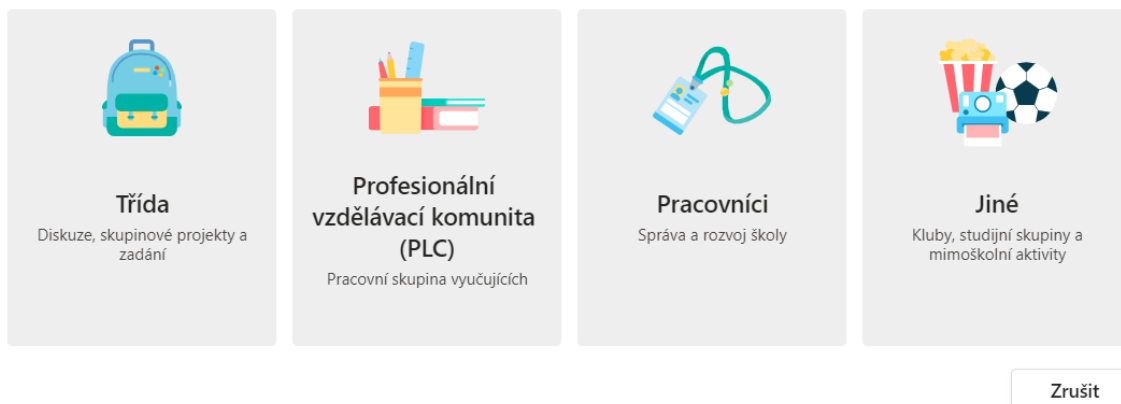 Třída
Diskuze, skupinové projekty a
zadání
Profesionální
vzdělávací komunita
(PLC)
Pracovní skupina vyučujících
Pracovníci
Správa a rozvoj školy
Jiné
Kluby, studijní skupiny a
mimoškolní aktivity
Zrušit